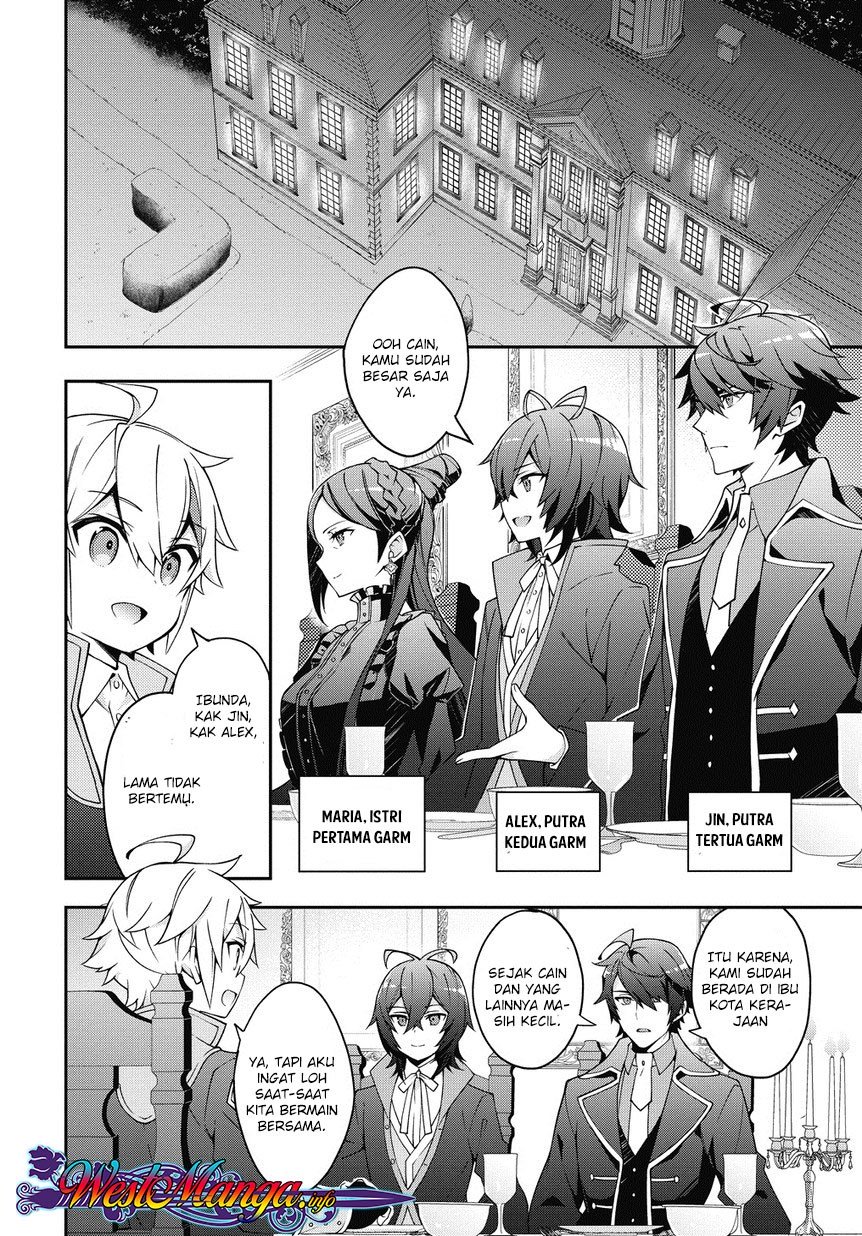 OOH CAIN,
KAMU SUDAH
BESAR SAJA
YA.
IBUNDA,
KAK JIN,
KAK ALEX,
LAMA TIDAK
BERTEMU.
JIN, PUTRA
TERTUA GARM
ALEX, PUTRA
KEDUA GARM
MARIA, ISTRI
PERTAMA GARM
ITU KARENA,
KAMI SUDAH
BERADA DI IBU
KOTA KERA-
JAAN
SEJAK CAIN
DAN YANG
LAINNYA MA-
SIH KECIL.
YA, TAPI AKU
INGAT LOH
SAAT-SAAT
KITA BERMAIN
BERSAMA.
WestManga.info